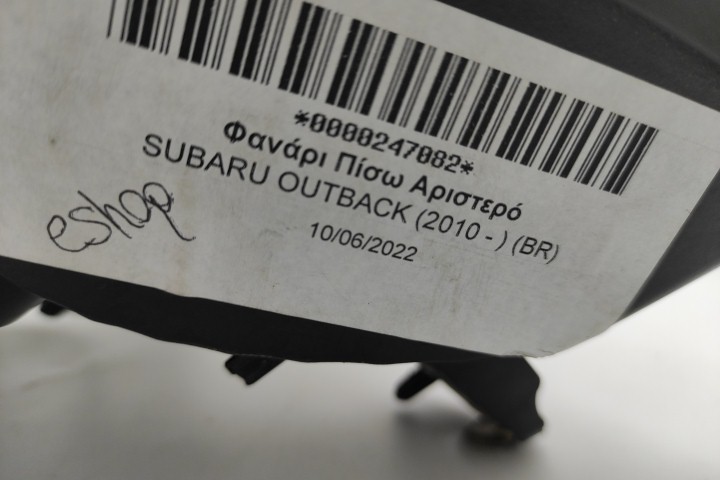 *0000247082*
Φανάρι Πίσω Αριστερό
SUBARU OUTBACK (2010 - ) (BR)
10/06/2022
eshop